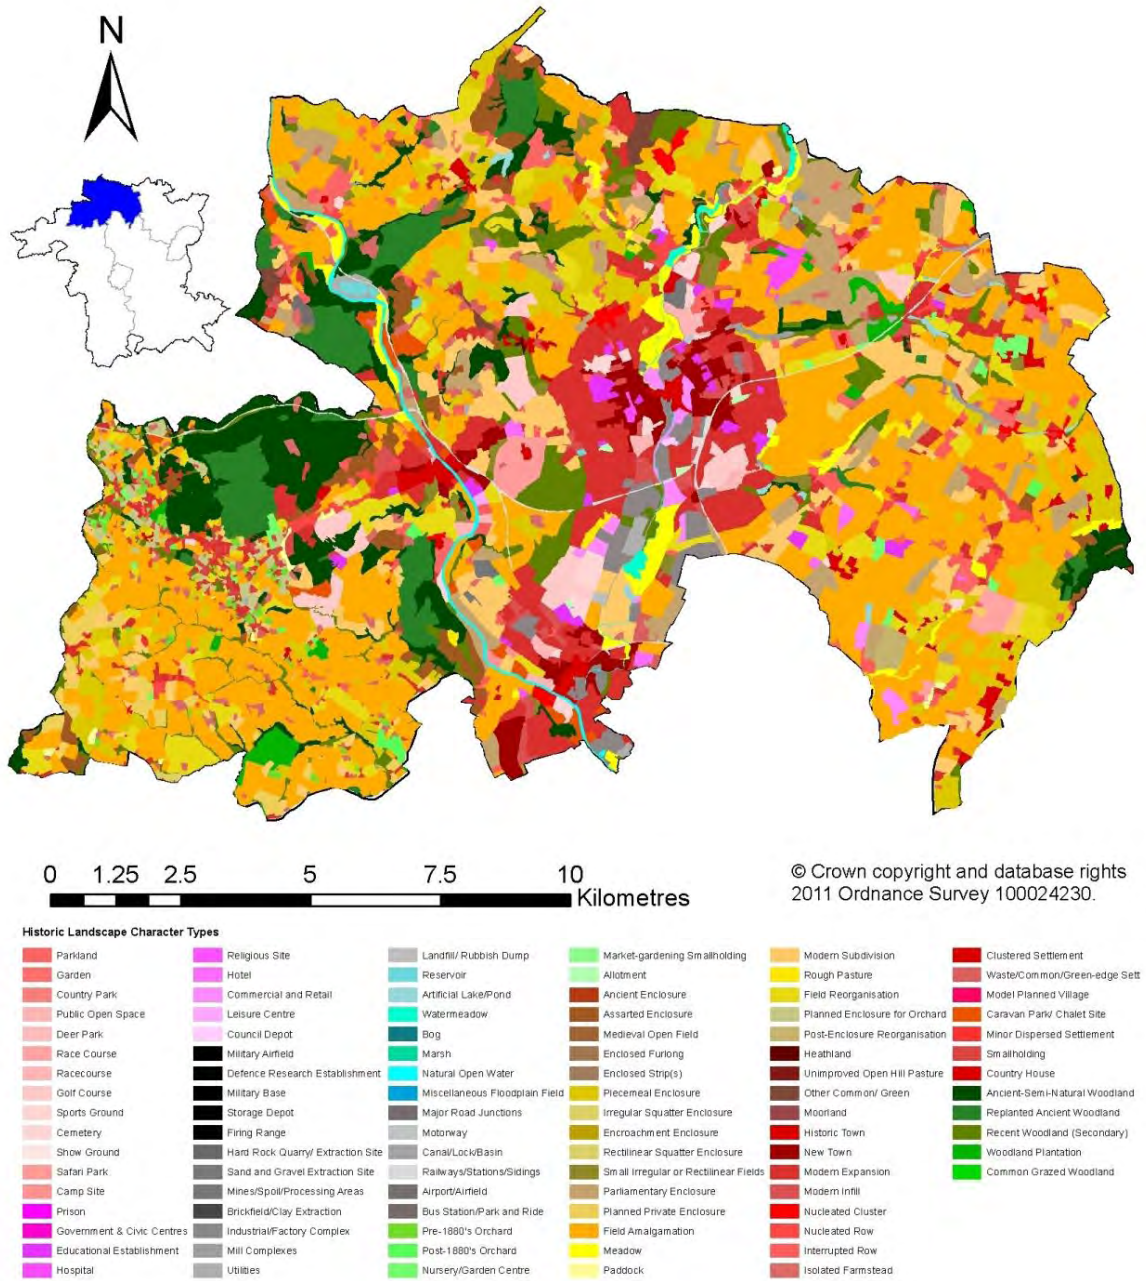 N
0 1.25 2.5 5 7.5 10
Kilometres
© Crown copyright and database rights
2011 Ordnance Survey 100024230.
Historic Landscape Character Types
Parkland
Garden
Country Park
Public Open Space
Deer Park
Race Course
Racecourse
Golf Course
Sports Ground
Cemetery
Show Ground
Safari Park
Camp Site
Prison
Government & Civic Centres
Educational Establishment
Hospital
Religious Site
Hotel
Commercial and Retail
Leisure Centre
Council Depot
Military Airfield
Defence Research Establishment
Military Base
Storage Depot
Firing Range
Hard Rock Quarry/ Extraction Site
Sand and Gravel Extraction Site
Mines/Spoil/Processing Areas
Brickfield/Clay Extraction
Industrial/Factory Complex
Mill Complexes
Utilities
Landfill/ Rubbish Dump
Reservoir
Artificial Lake/Pond
Watermeadow
Bog
Marsh
Natural Open Water
Miscellaneous Floodplain Field
Major Road Junctions
Motorway
Canal/Lock/Basin
Railways/Stations/Sidings
Airport/Airfield
Bus Station/Park and Ride
Pre-1880's Orchard
Post-1880's Orchard
Nursery/Garden Centre
Market-gardening Smallholding
Allotment
Ancient Enclosure
Assarted Enclosure
Medieval Open Field
Enclosed Furlong
Enclosed Strip(s)
Piecemeal Enclosure
Irregular Squatter Enclosure
Encroachment Enclosure
Rectilinear Squatter Enclosure
Small Irregular or Rectilinear Fields
Parliamentary Enclosure
Planned Private Enclosure
Field Amalgamation
Meadow
Paddock
Modern Subdivision
Rough Pasture
Field Reorganisation
Planned Enclosure for Orchard
Post-Enclosure Reorganisation
Heathland
Unimproved Open Hill Pasture
Other Common/ Green
Moorland
Historic Town
New Town
Modern Expansion
Modern Infill
Nucleated Cluster
Nucleated Row
Interrupted Row
Isolated Farmstead
Clustered Settlement
Waste/Common/Green-edge Sett
Model Planned Village
Caravan Park/ Chalet Site
Minor Dispersed Settlement
Smallholding
Country House
Ancient-Semi-Natural Woodland
Replanted Ancient Woodland
Recent Woodland (Secondary)
Woodland Plantation
Common Grazed Woodland